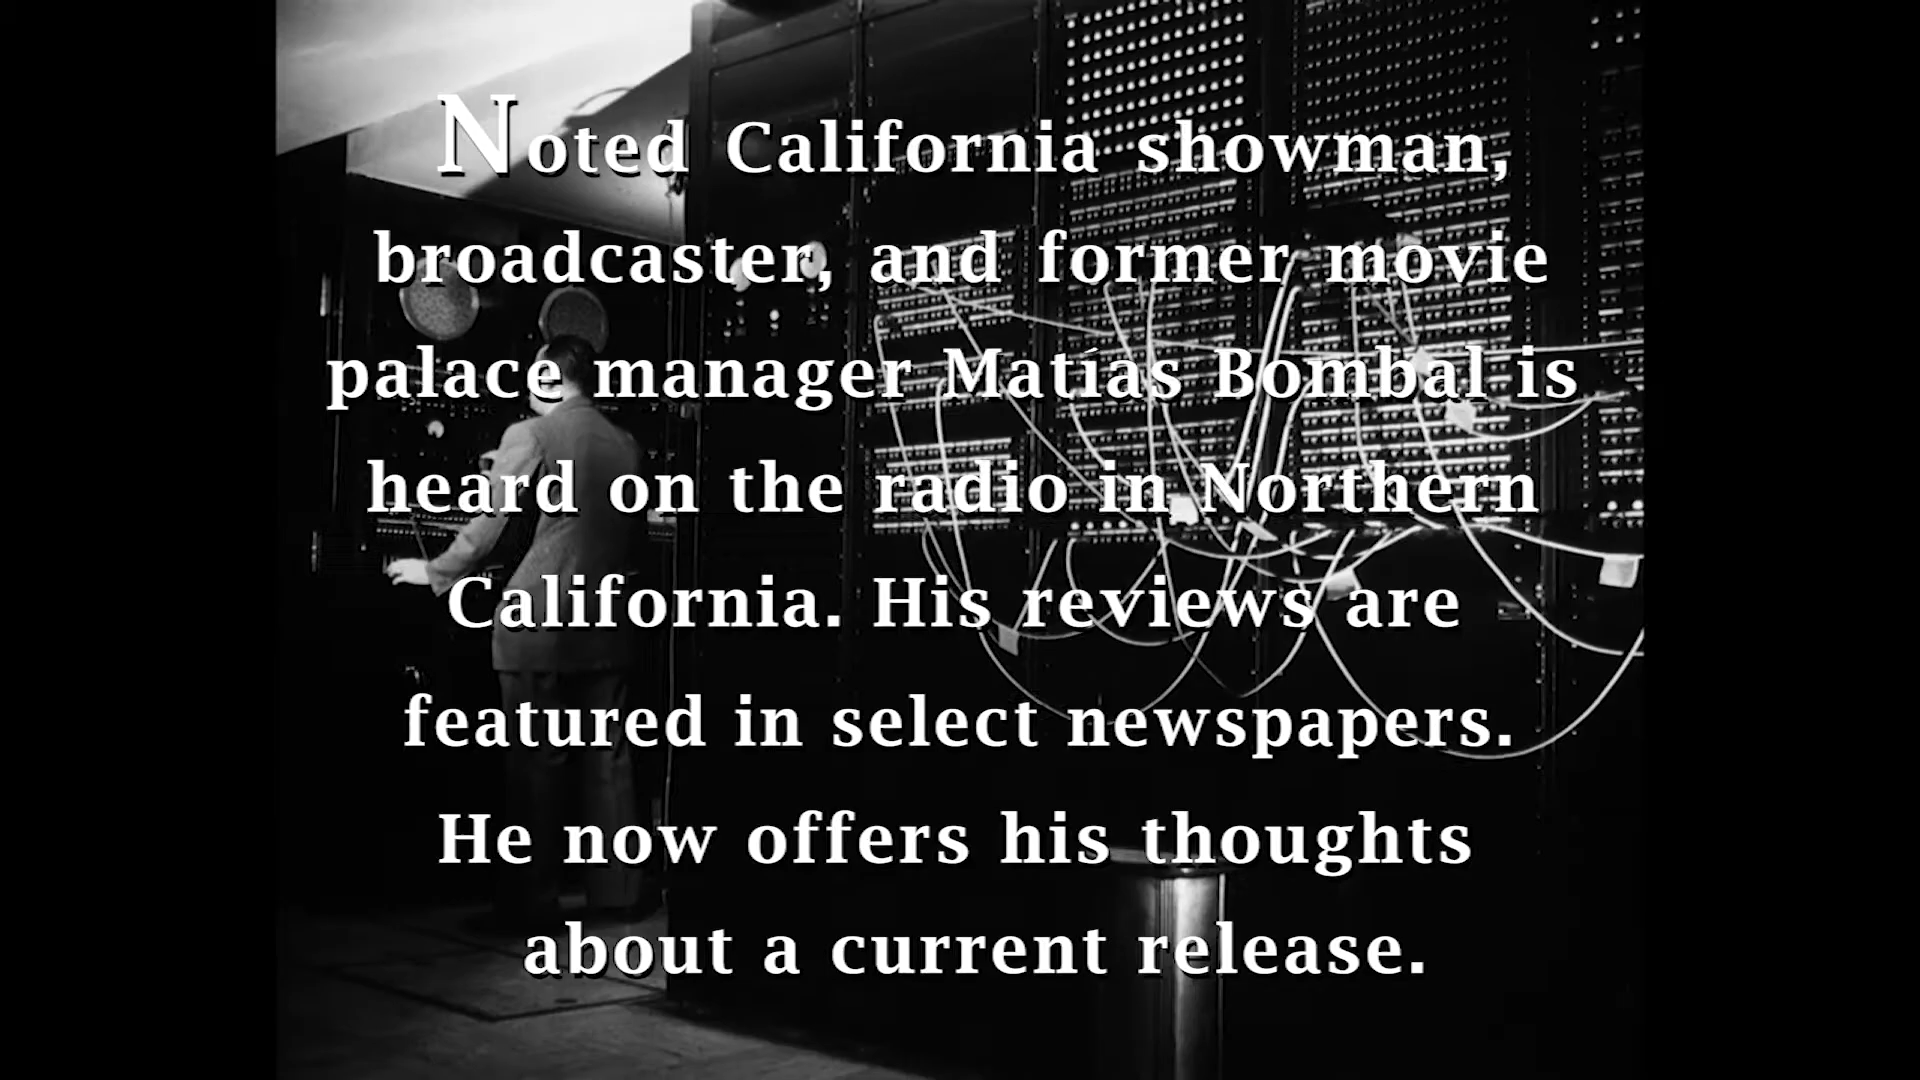 Noted California showman,
broadcaster, and former movie
palace manager Matías Bombal is
heard on the radio in Northern
California. His reviews are
featured in select newspapers.
He now offers his thoughts
about a current release.